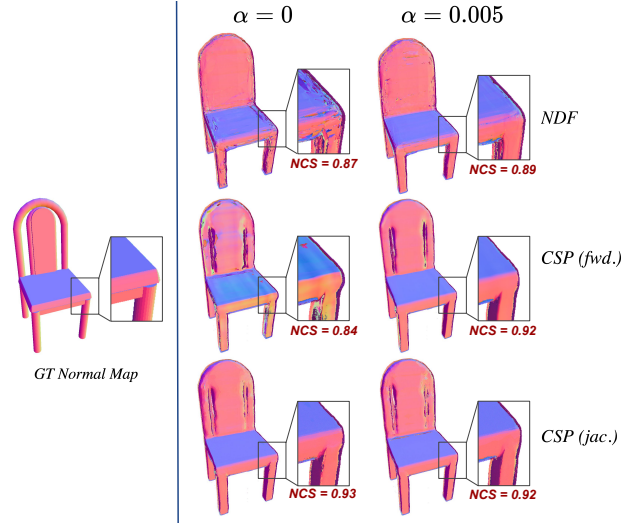 α = 0
α = 0.005
NDF
NCS = 0.87
NCS = 0.89
CSP (fwd.)
NCS = 0.84
NCS = 0.92
GT Normal Map
CSP (jac.)
NCS = 0.93
NCS = 0.92